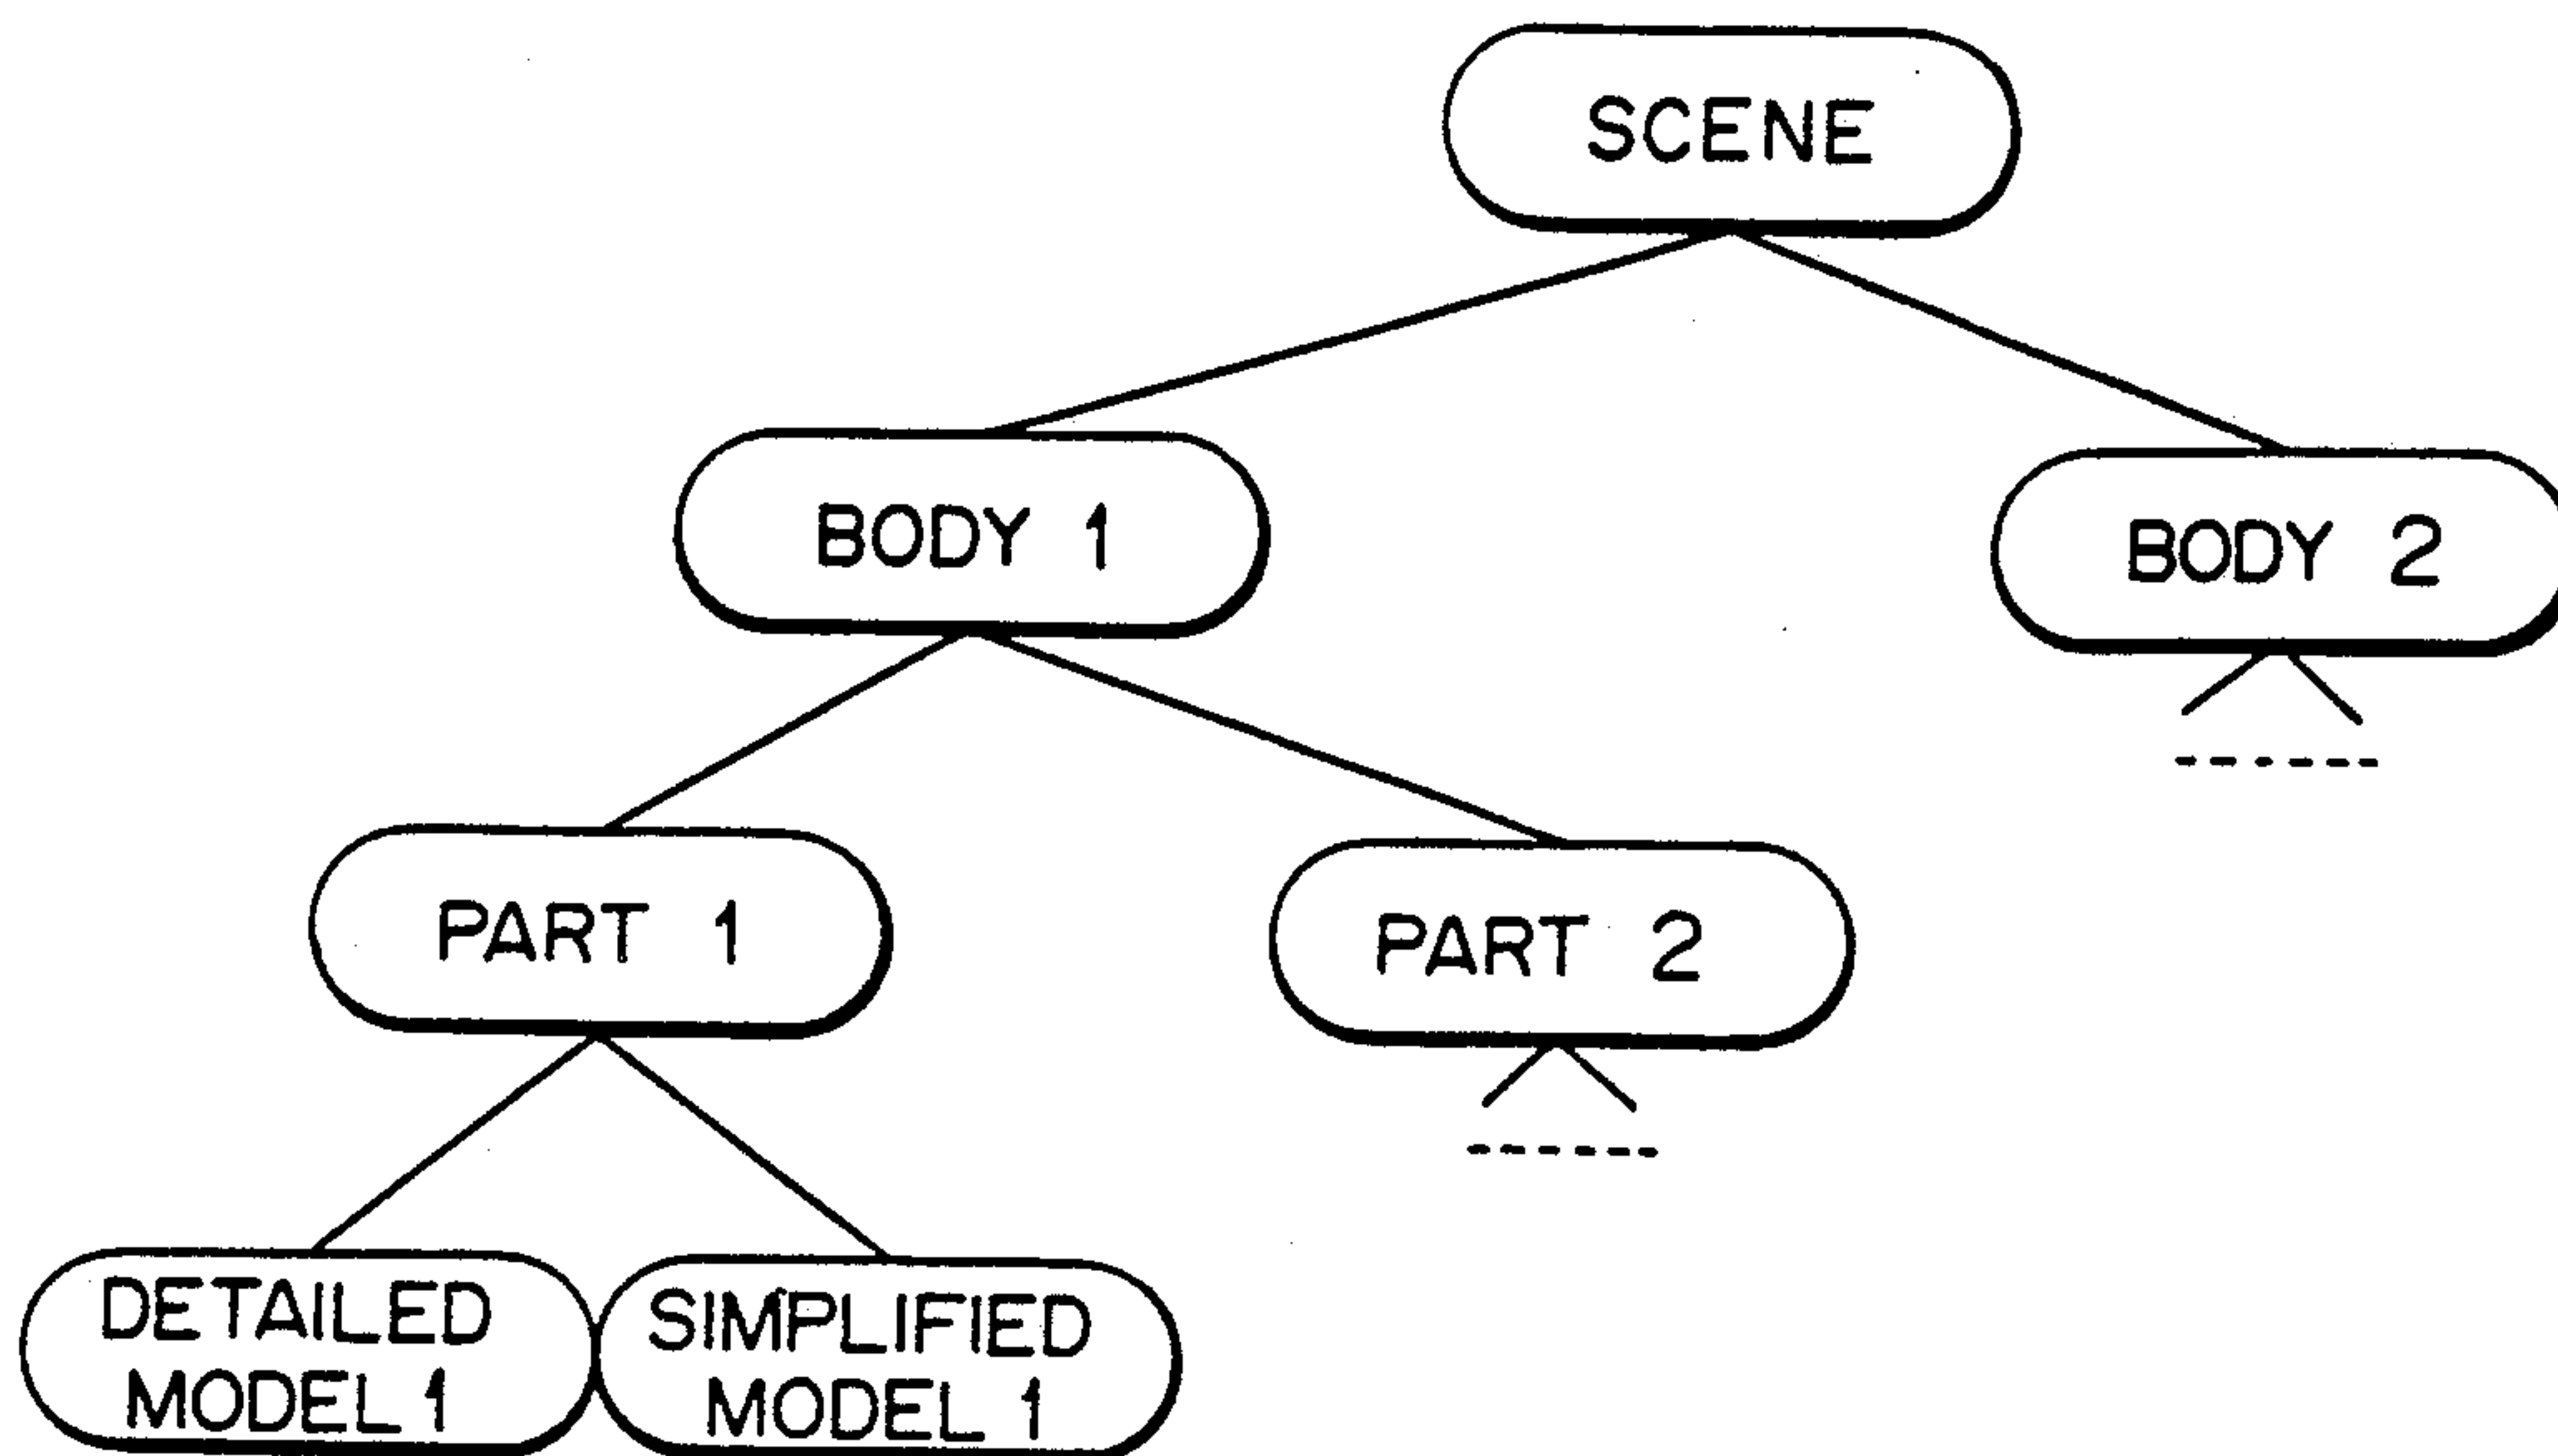 SCENE
BODY 1
BODY 2
PART 1
PART 2
DETAILED
MODEL 1
SIMPLIFIED
MODEL 1